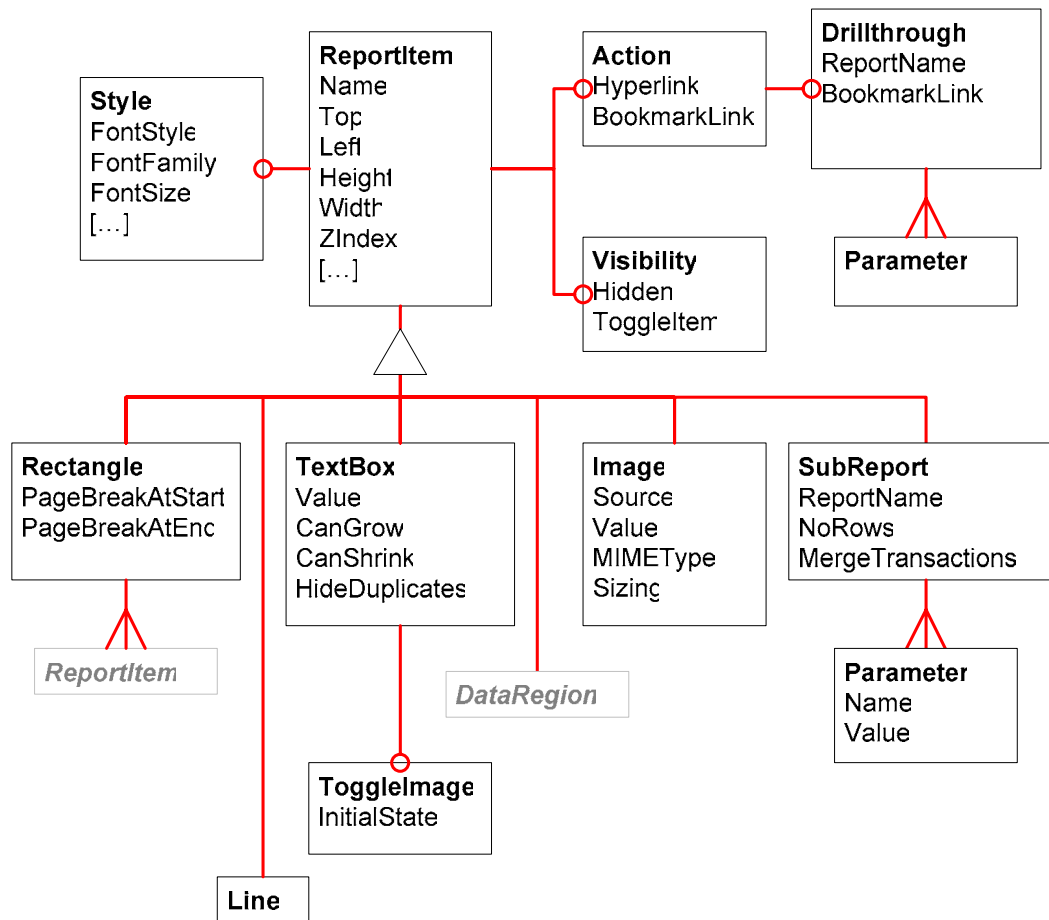 Style
FontStyle
FontFamily
FontSize
[...]
ReportItem
Name
Top
Left
Height
Width
ZIndex
[...]
Action
Hyperlink
BookmarkLink
Drillthrough
ReportName
BookmarkLink
Visibility
Hidden
ToggleItem
Parameter
Rectangle
PageBreakAtStart
PageBreakAtEnd
ReportItem
TextBox
Value
CanGrow
CanShrink
HideDuplicates
DataRegion
Image
Source
Value
MIMEType
Sizing
SubReport
ReportName
NoRows
MergeTransactions
Parameter
Name
Value
ToggleImage
InitialState
Line